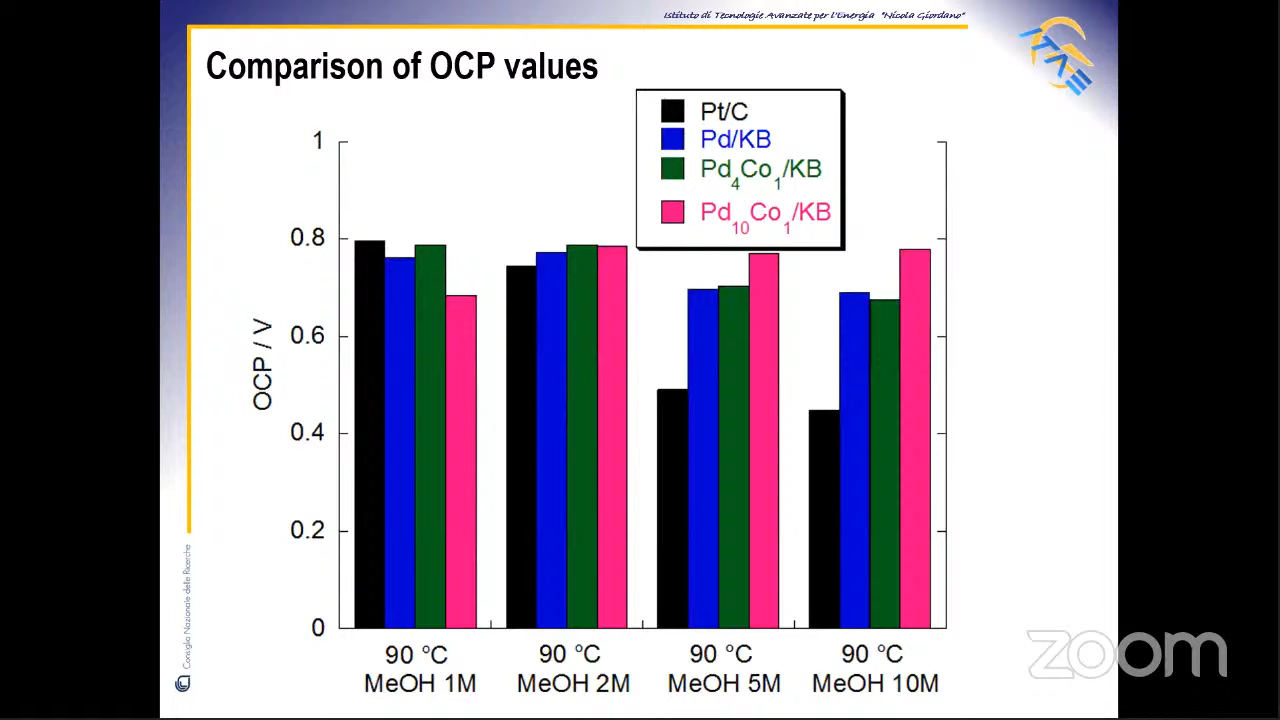 Istituto di Tecnologie Avanzate per l'Energia "Nicola Giordano"
ITAE
Comparison of OCP values
Pt/C
Pd/KB
Pd4Co1/KB
Pd10Co1/KB
1
0.8
0.6
0.4
0.2
0
OCP / V
90 °C
MeOH 1M
90 °C
MeOH 2M
90 °C
MeOH 5M
90 °C
MeOH 10M
Consiglio Nazionale delle Ricerche
zoom